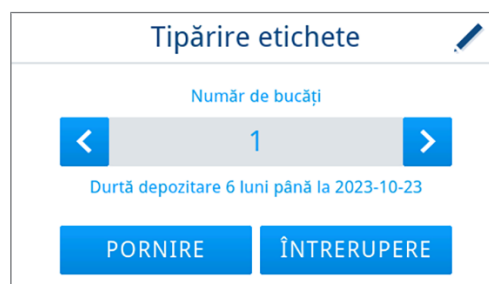 Tipărire etichete
Număr de bucăți
1
Durtă depozitare 6 luni până la 2023-10-23
PORNIRE
ÎNTRERUPERE